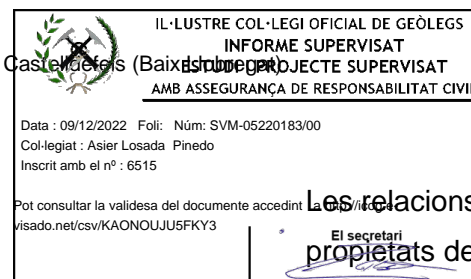 IL·LUSTRE COL·LEGI OFICIAL DE GEÒLEGS
INFORME SUPERVISAT
Castelldefels (Baix Llobregat).
ESTUDI - PROJECTE SUPERVISAT
AMB ASSEGURANÇA DE RESPONSABILITAT CIVIL
Data : 09/12/2022 Foli: Núm: SVM-05220183/00
Col·legiat : Asier Losada Pinedo
Inscrit amb el nº : 6515
Pot consultar la validesa del documente accedint a http://icog.e-
visado.net/csv/KAONOUJU5FKY3
Les relacions
El secretari
propietats de